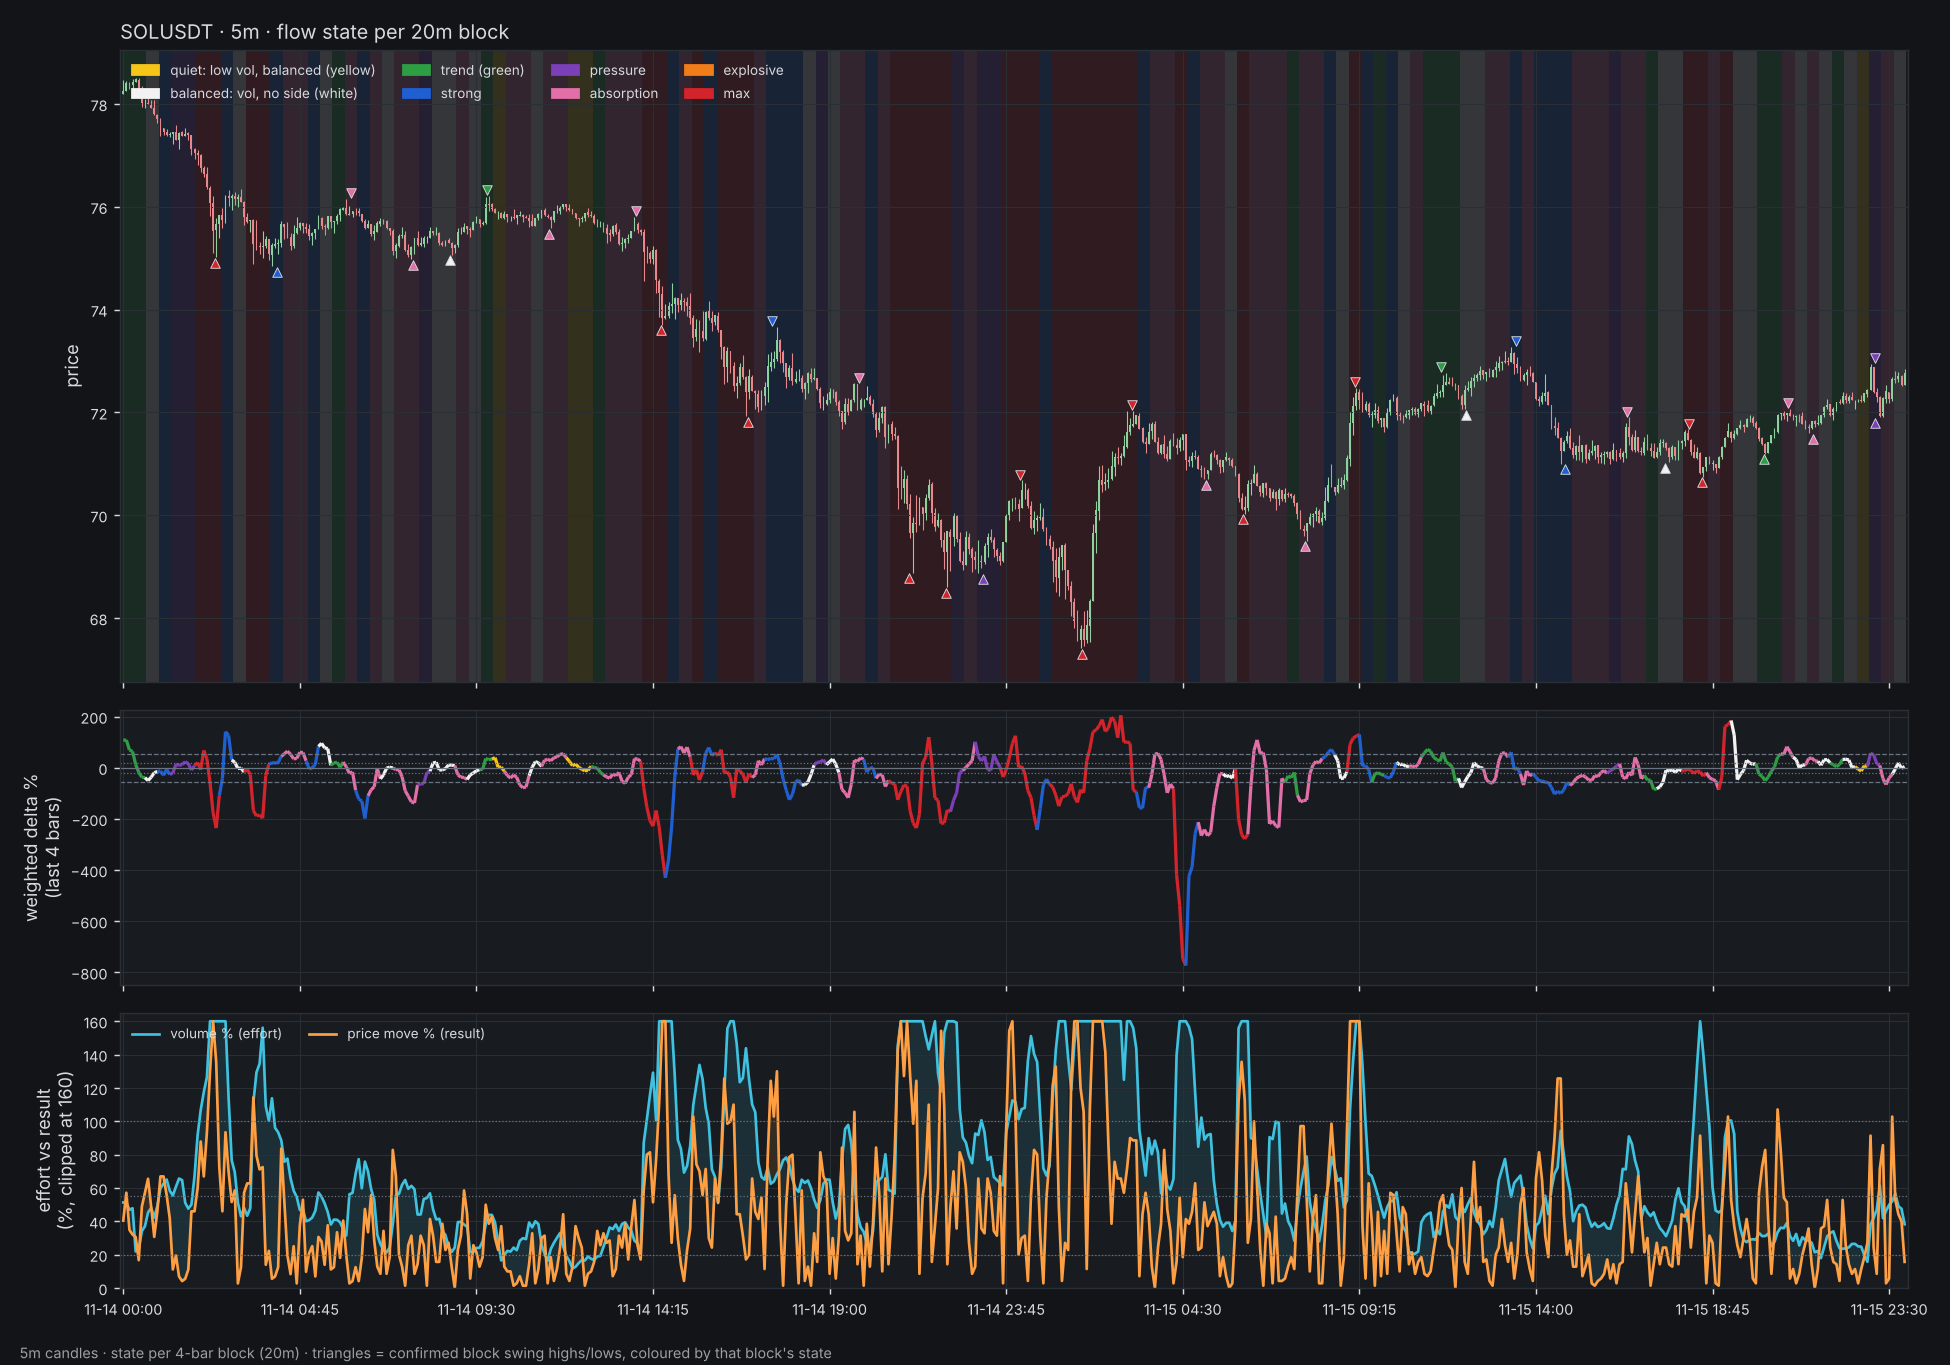 SOLUSDT · 5m · flow state per 20m block
quiet: low vol, balanced (yellow)
balanced: vol, no side (white)
trend (green)
strong
pressure
absorption
explosive
max
price
78
76
74
72
70
68
weighted delta %
(last 4 bars)
200
0
−200
−400
−600
−800
effort vs result
(%, clipped at 160)
volume % (effort)
price move % (result)
160
140
120
100
80
60
40
20
0
11-14 00:00
11-14 04:45
11-14 09:30
11-14 14:15
11-14 19:00
11-14 23:45
11-15 04:30
11-15 09:15
11-15 14:00
11-15 18:45
11-15 23:30
5m candles · state per 4-bar block (20m) · triangles = confirmed block swing highs/lows, coloured by that block's state